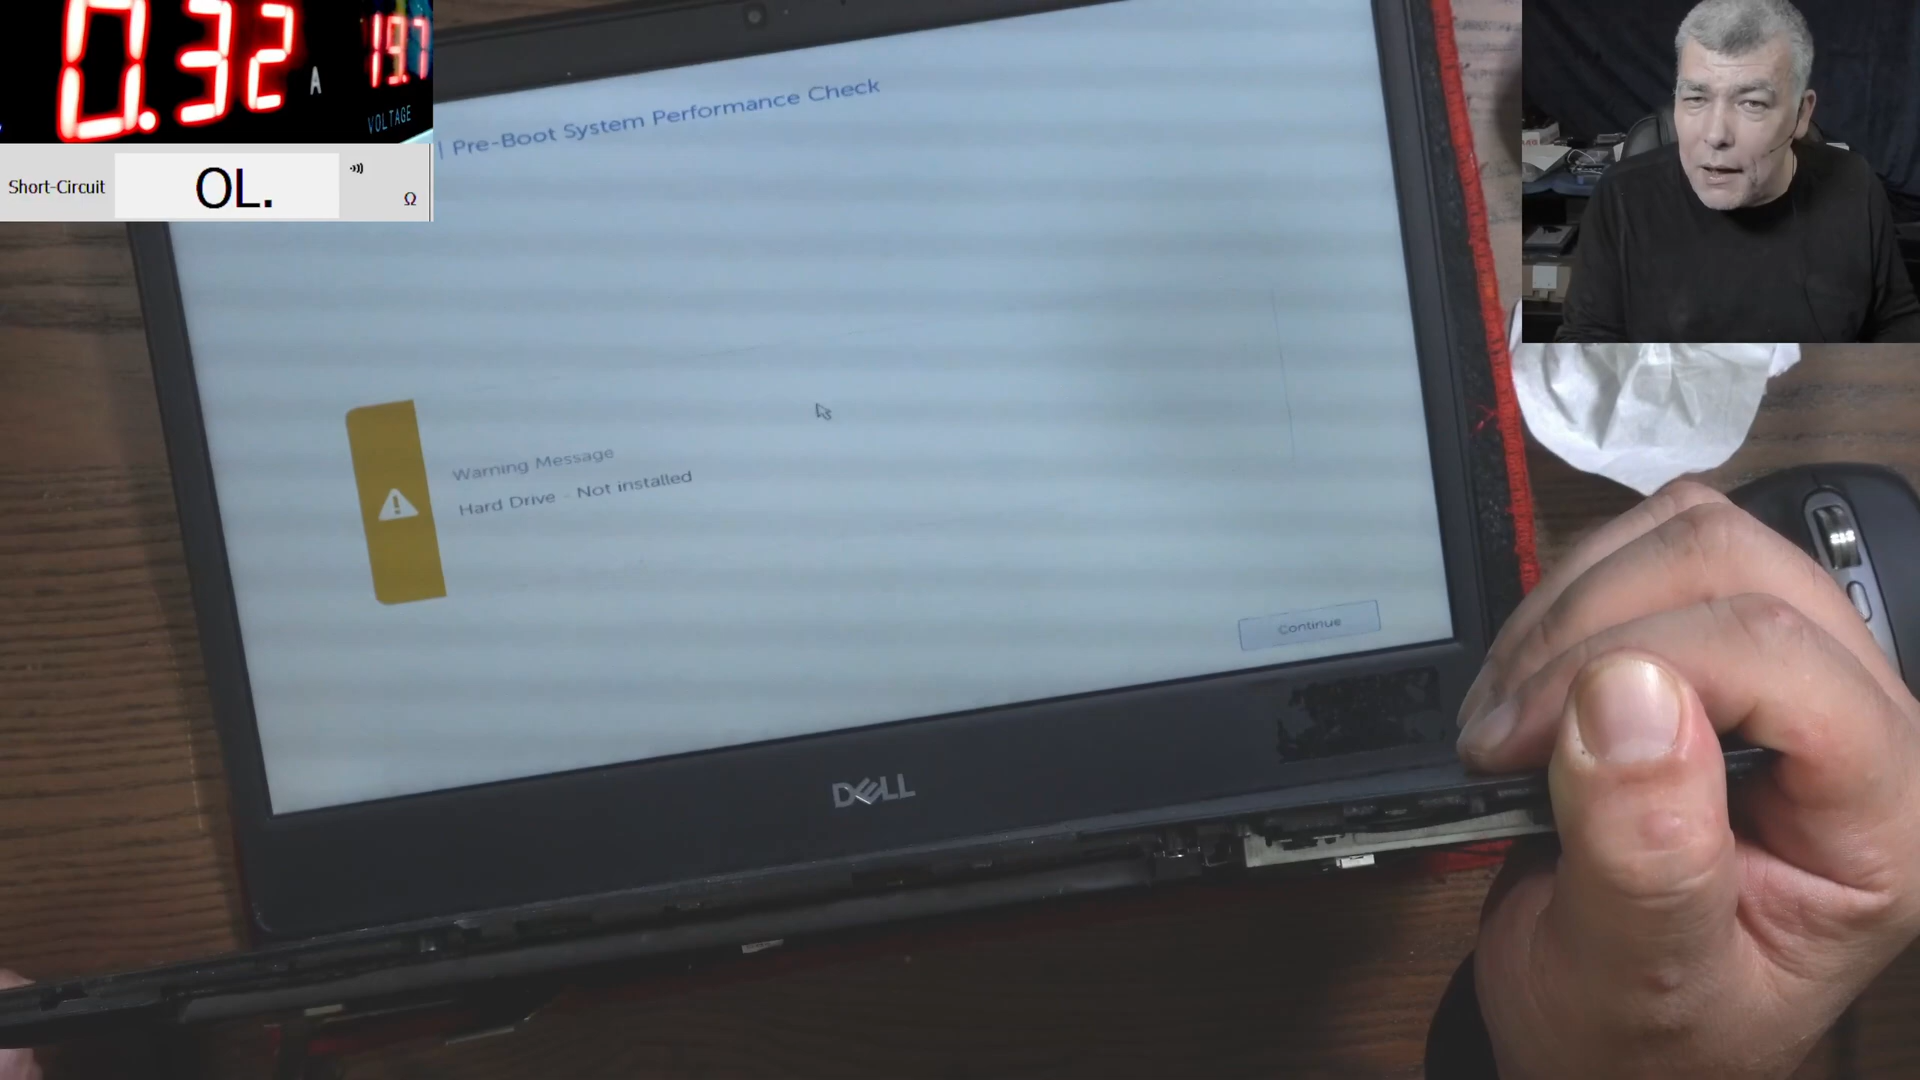 0.32 A 19.7
VOLTAGE
Short-Circuit OL. Ω
| Pre-Boot System Performance Check
Warning Message
Hard Drive - Not installed
Continue
DELL